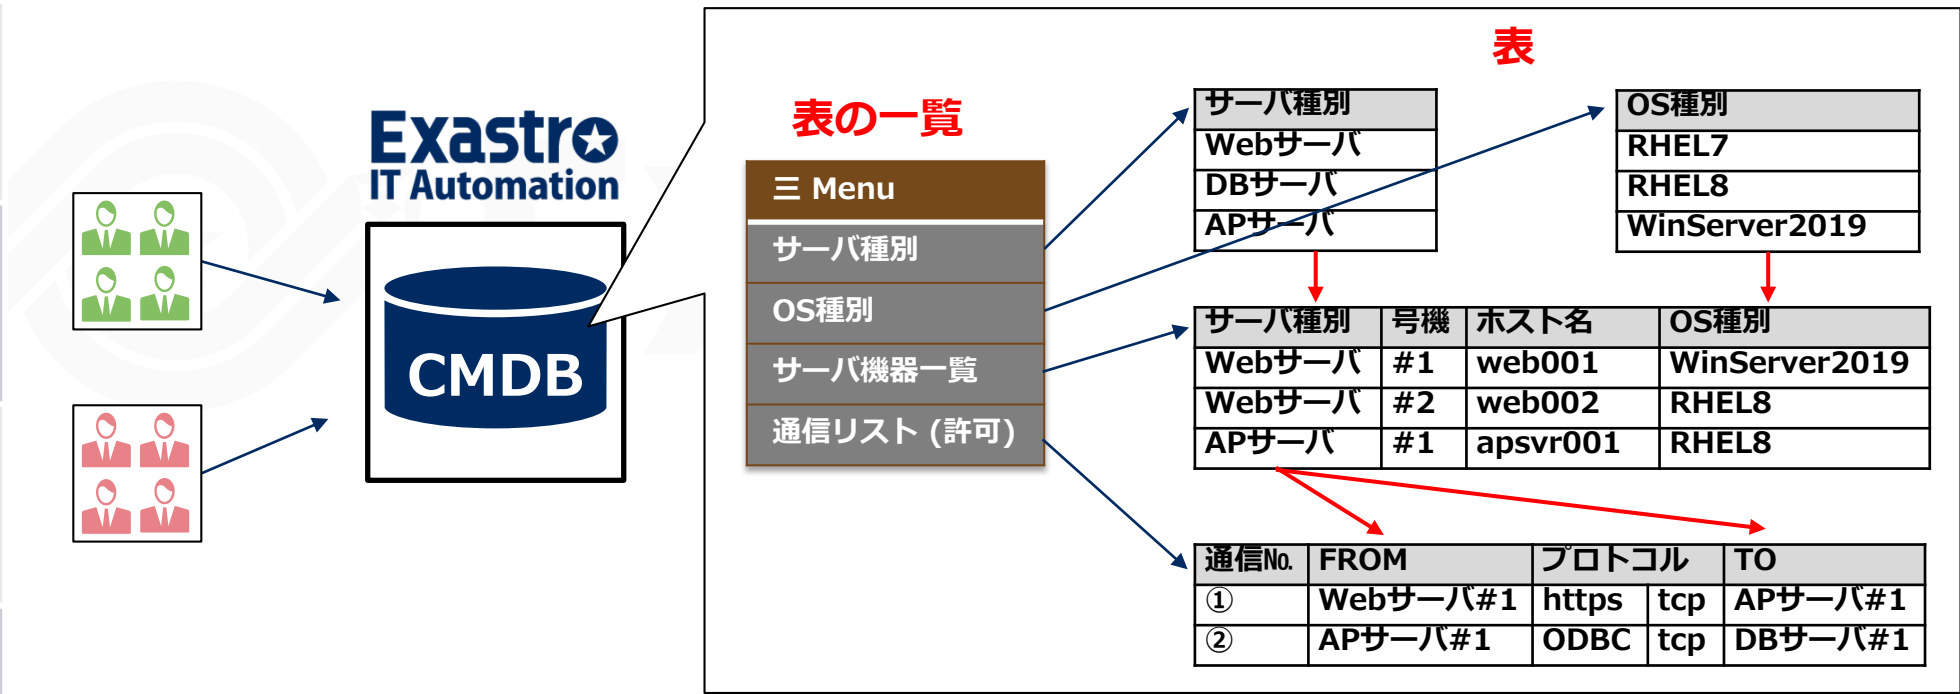 Exastro
IT Automation
CMDB
表の一覧
三 Menu
サーバ種別
OS種別
サーバ機器一覧
通信リスト (許可)
表
サーバ種別
Webサーバ
DBサーバ
APサーバ
OS種別
RHEL7
RHEL8
WinServer2019
サーバ種別 号機 ホスト名 OS種別
Webサーバ #1 web001 WinServer2019
Webサーバ #2 web002 RHEL8
APサーバ #1 apsvr001 RHEL8
通信№ FROM プロトコル TO
① Webサーバ#1 https tcp APサーバ#1
② APサーバ#1 ODBC tcp DBサーバ#1